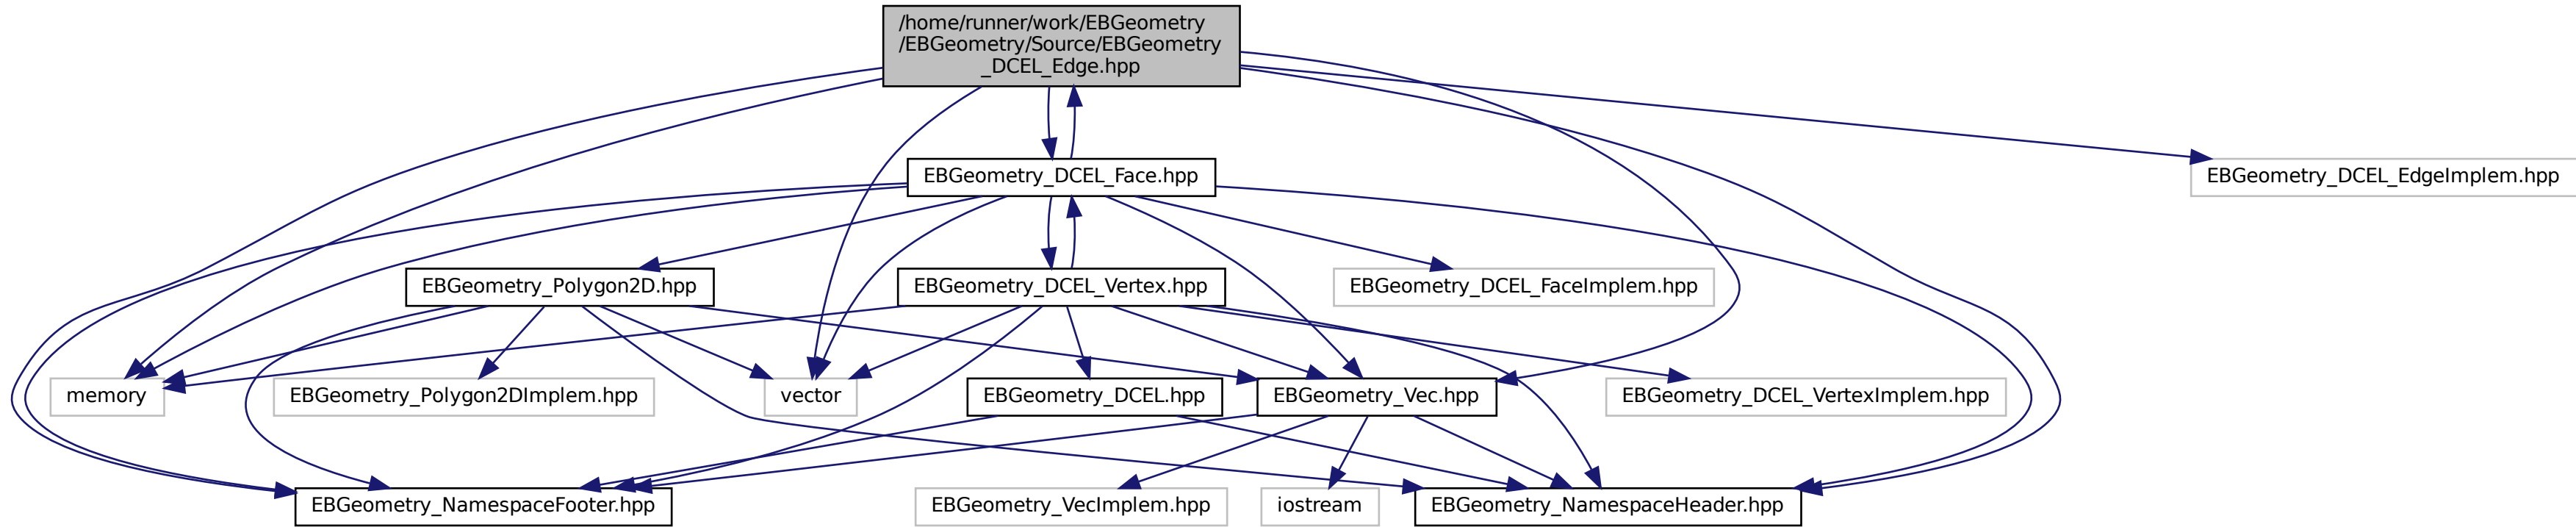 /home/runner/work/EBGeometry
/EBGeometry/Source/EBGeometry
_DCEL_Edge.hpp
EBGeometry_DCEL_Face.hpp
EBGeometry_DCEL_EdgeImplem.hpp
EBGeometry_Polygon2D.hpp
EBGeometry_DCEL_Vertex.hpp
EBGeometry_DCEL_FaceImplem.hpp
memory
EBGeometry_Polygon2DImplem.hpp
vector
EBGeometry_DCEL.hpp
EBGeometry_Vec.hpp
EBGeometry_DCEL_VertexImplem.hpp
EBGeometry_NamespaceFooter.hpp
EBGeometry_VecImplem.hpp
iostream
EBGeometry_NamespaceHeader.hpp